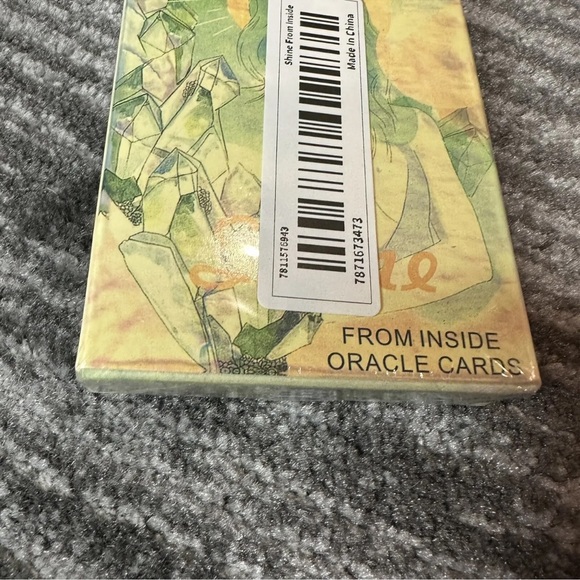 Shine From Inside
Made In China
7811576943
7871673473
FROM INSIDE
ORACLE CARDS